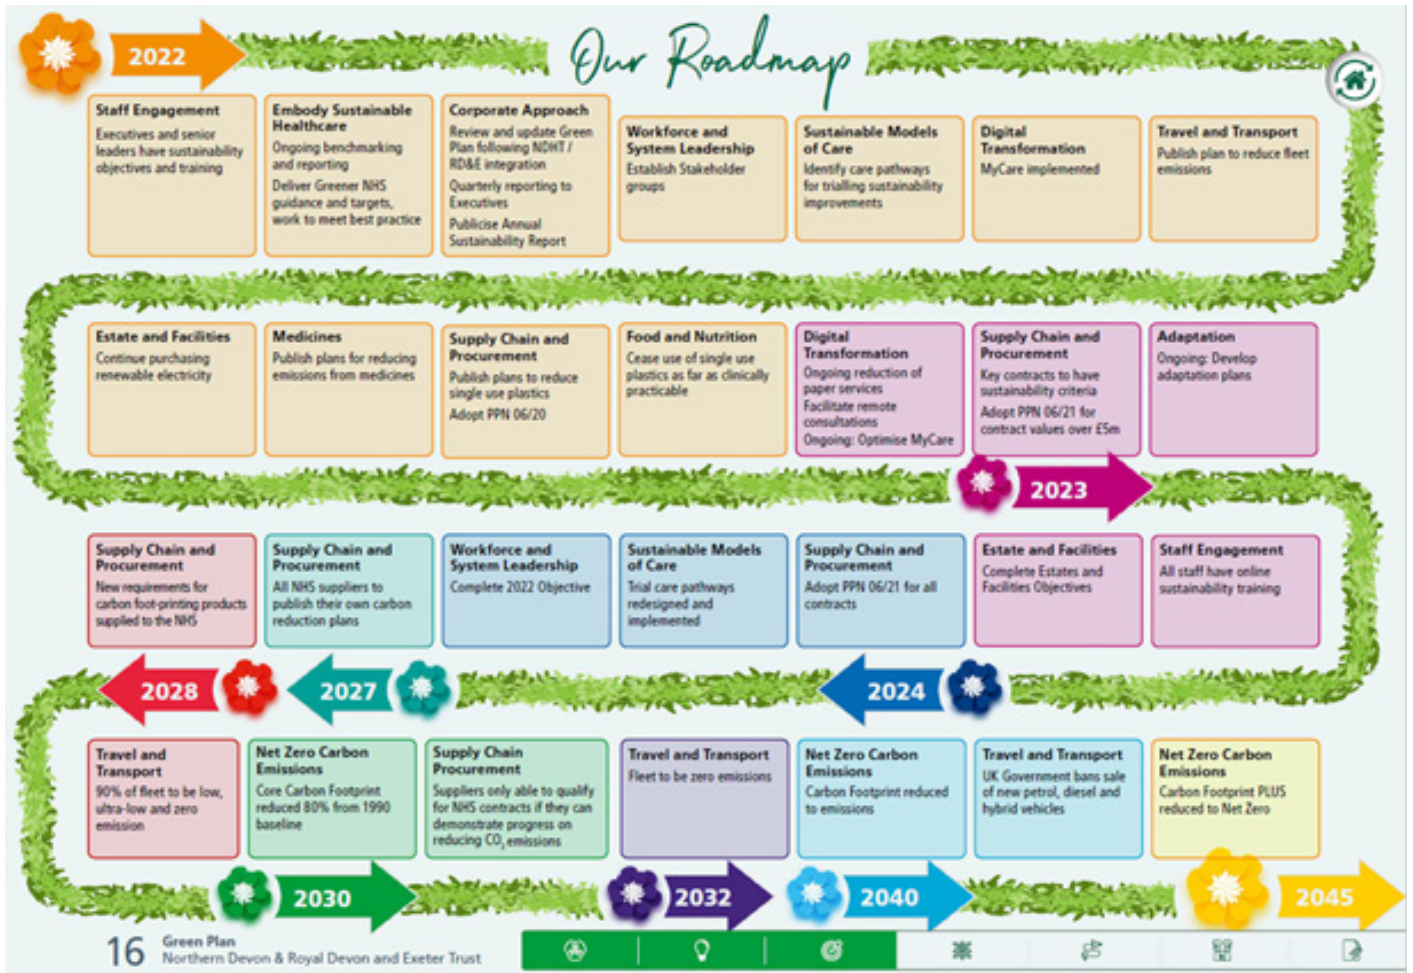 2022
Our Roadmap
Staff Engagement
Executives and senior
leaders have sustainability
objectives and training
Embody Sustainable
Healthcare
Ongoing benchmarking
and reporting
Deliver Greener NHS
guidance and targets,
work to meet best practice
Corporate Approach
Review and update Green
Plan following NDHT /
RD&E integration
Quarterly reporting to
Executives
Publicise Annual
Sustainability Report
Workforce and
System Leadership
Establish Stakeholder
groups
Sustainable Models
of Care
Identify care pathways
for trialling sustainability
improvements
Digital
Transformation
MyCare implemented
Travel and Transport
Publish plan to reduce fleet
emissions
Estate and Facilities
Continue purchasing
renewable electricity
Medicines
Publish plans for reducing
emissions from medicines
Supply Chain and
Procurement
Publish plans to reduce
single use plastics
Adopt PPN 06/20
Food and Nutrition
Cease use of single use
plastics as far as clinically
practicable
Digital
Transformation
Ongoing reduction of
paper services
Facilitate remote
consultations
Ongoing: Optimise MyCare
Supply Chain and
Procurement
Key contracts to have
sustainability criteria
Adopt PPN 06/21 for
contract values over £5m
Adaptation
Ongoing: Develop
adaptation plans
2023
Supply Chain and
Procurement
New requirements for
carbon foot-printing products
supplied to the NHS
Supply Chain and
Procurement
All NHS suppliers to
publish their own carbon
reduction plans
Workforce and
System Leadership
Complete 2022 Objective
Sustainable Models
of Care
Trial care pathways
redesigned and
implemented
Supply Chain and
Procurement
Adopt PPN 06/21 for all
contracts
Estate and Facilities
Complete Estates and
Facilities Objectives
Staff Engagement
All staff have online
sustainability training
2028
2027
2024
Travel and
Transport
90% of fleet to be low,
ultra-low and zero
emission
Net Zero Carbon
Emissions
Core Carbon Footprint
reduced 80% from 1990
baseline
Supply Chain
Procurement
Suppliers only able to qualify
for NHS contracts if they can
demonstrate progress on
reducing CO₂ emissions
Travel and Transport
Fleet to be zero emissions
Net Zero Carbon
Emissions
Carbon Footprint reduced
to emissions
Travel and Transport
UK Government bans sale
of new petrol, diesel and
hybrid vehicles
Net Zero Carbon
Emissions
Carbon Footprint PLUS
reduced to Net Zero
2030
2032
2040
2045
16
Green Plan
Northern Devon & Royal Devon and Exeter Trust